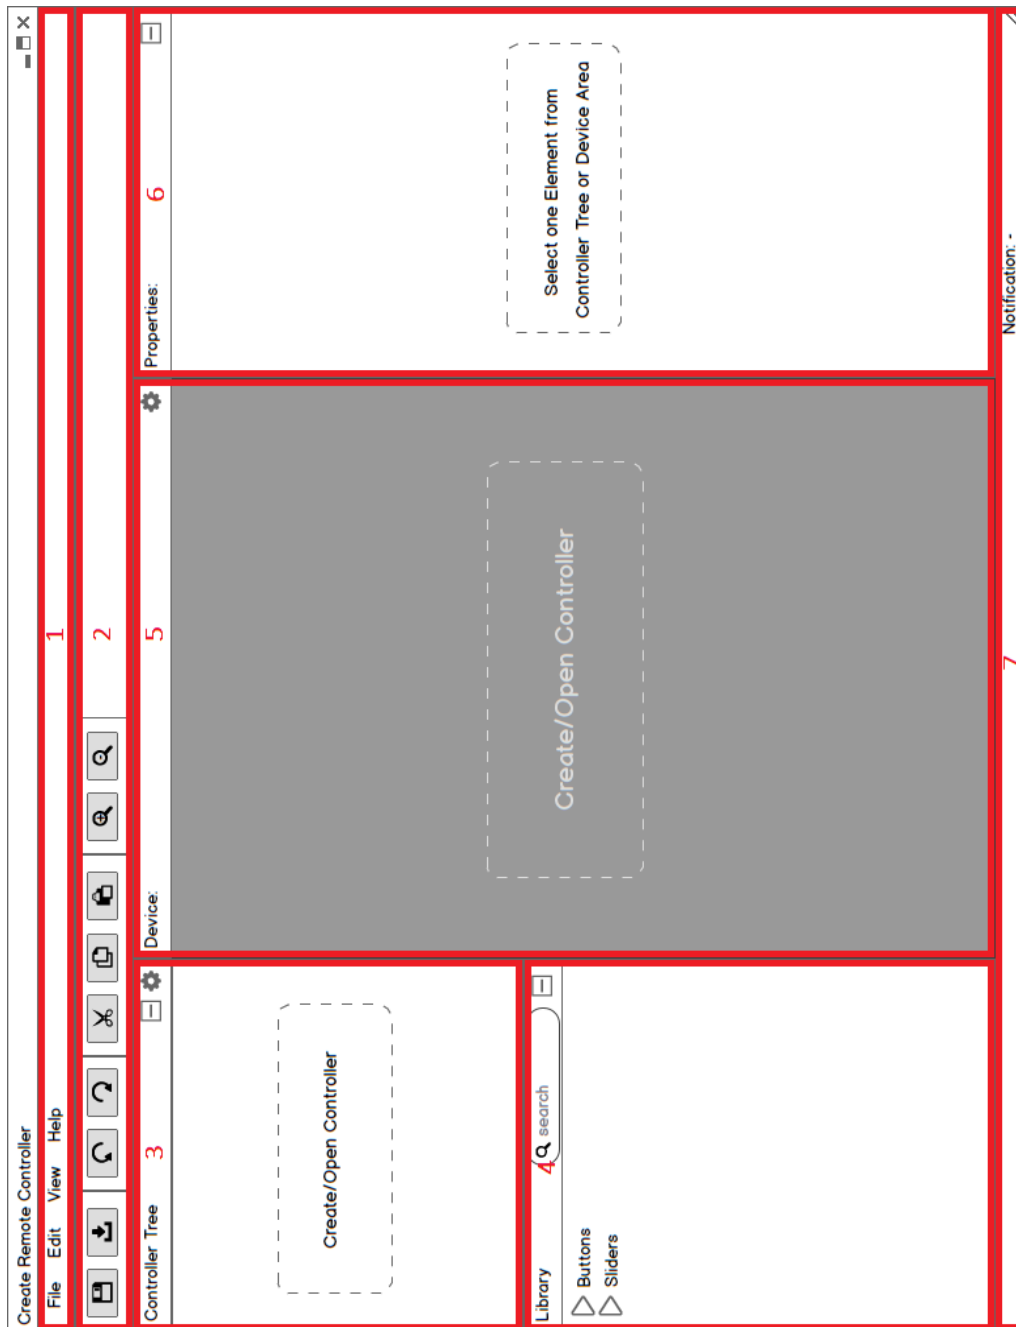 Create Remote Controller
File Edit View Help
1
2
Controller Tree
3
Create/Open Controller
Library
search
4
Buttons
Sliders
Device:
5
Create/Open Controller
Properties:
6
Select one Element from
Controller Tree or Device Area
Notification: -
7